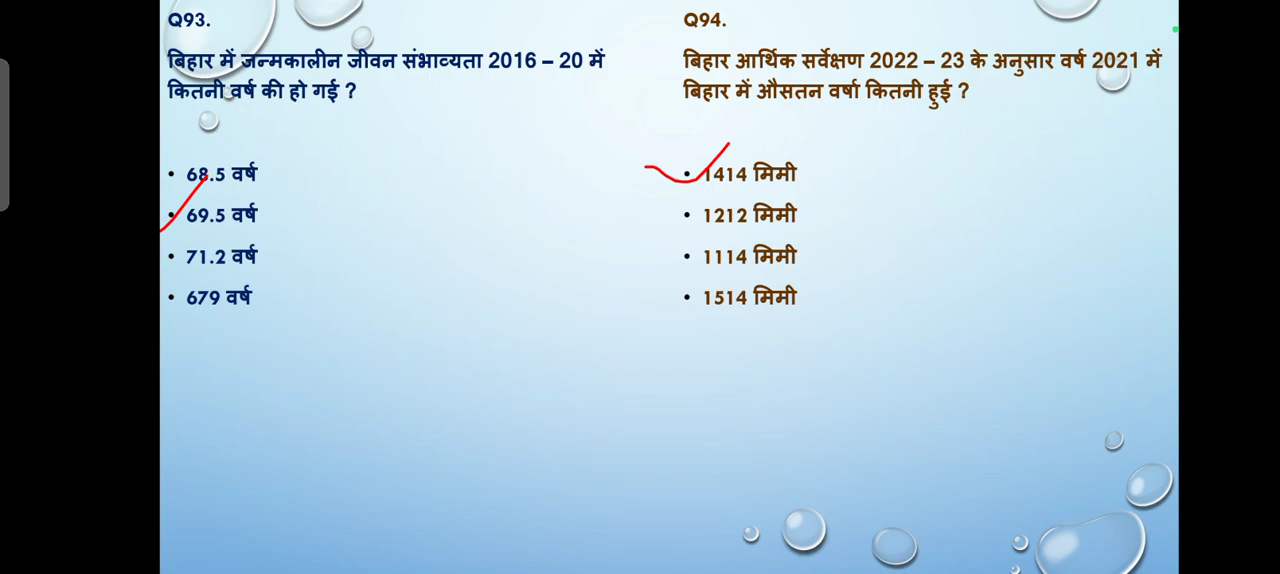 Q93.
बिहार में जन्मकालीन जीवन संभाव्यता 2016 – 20 में
कितनी वर्ष की हो गई ?
• 68.5 वर्ष
• 69.5 वर्ष
• 71.2 वर्ष
• 679 वर्ष
Q94.
बिहार आर्थिक सर्वेक्षण 2022 – 23 के अनुसार वर्ष 2021 में
बिहार में औसतन वर्षा कितनी हुई ?
• 1414 मिमी
• 1212 मिमी
• 1114 मिमी
• 1514 मिमी